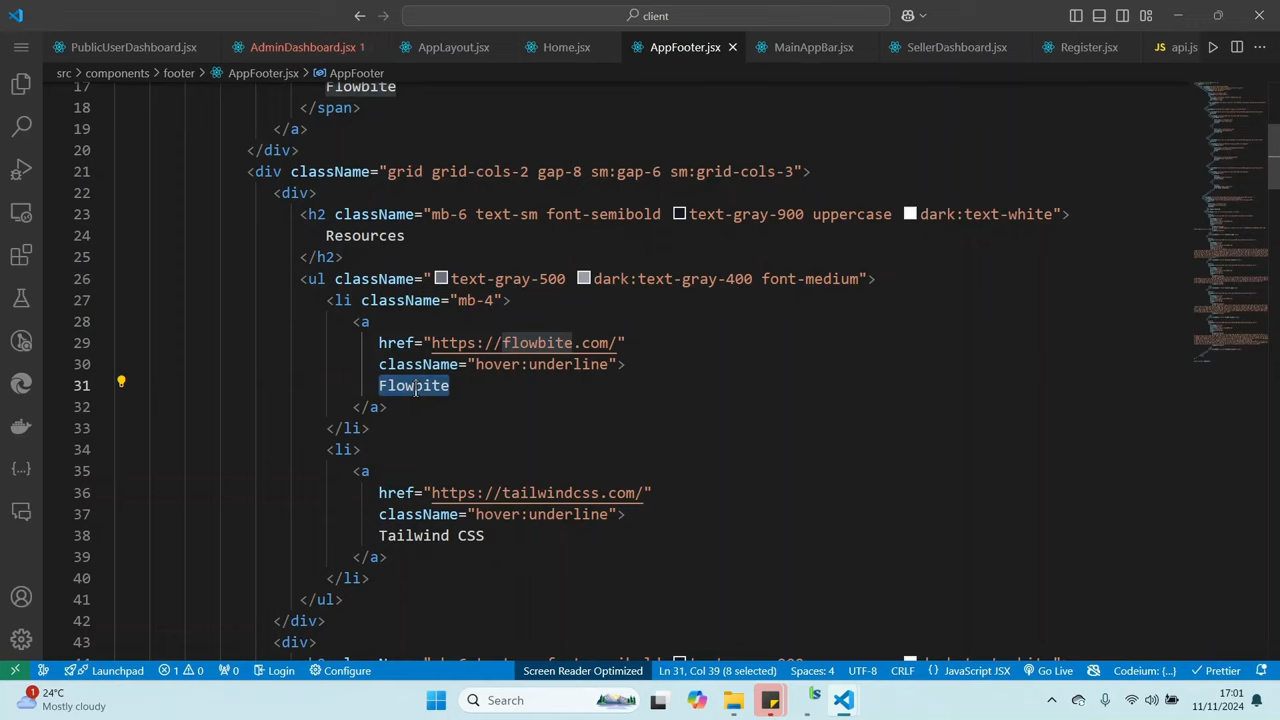 client
PublicUserDashboard.jsx
AdminDashboard.jsx 1
AppLayout.jsx
Home.jsx
AppFooter.jsx
MainAppBar.jsx
SellerDashboard.jsx
Register.jsx
JS api.js
src > components > footer > AppFooter.jsx > AppFooter
17 Flowbite
18 </span>
19 </a>
20 </div>
21 <div className="grid grid-cols-2 gap-8 sm:gap-6 sm:grid-cols-3">
22 <div>
23 <h2 className="mb-6 text-sm font-semibold text-gray-900 uppercase dark:text-white">
24 Resources
25 </h2>
26 <ul className="text-gray-600 dark:text-gray-400 font-medium">
27 <li className="mb-4">
28 <a
29 href="https://flowbite.com/"
30 className="hover:underline">
31 Flowbite
32 </a>
33 </li>
34 <li>
35 <a
36 href="https://tailwindcss.com/"
37 className="hover:underline">
38 Tailwind CSS
39 </a>
40 </li>
41 </ul>
42 </div>
43 <div>
Launchpad 1 0 0 Login Configure Screen Reader Optimized Ln 31, Col 39 (8 selected) Spaces: 4 UTF-8 CRLF {} JavaScript JSX Go Live Codeium: {...} Prettier
1 24°C
Mostly cloudy
Search
17:01
11/11/2024